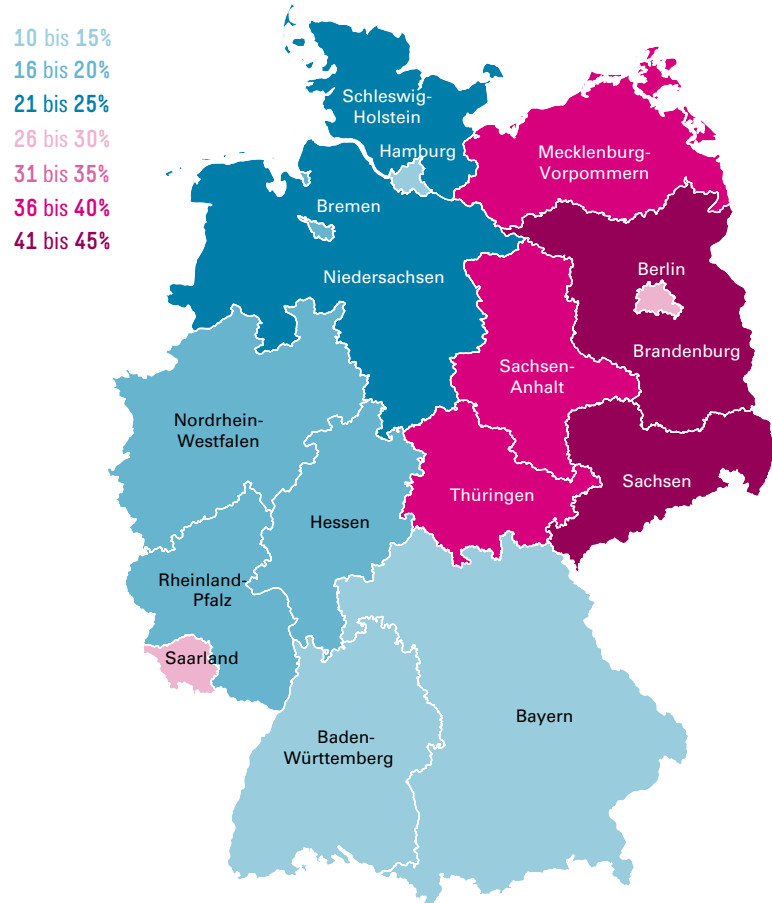 10 bis 15%
16 bis 20%
21 bis 25%
26 bis 30%
31 bis 35%
36 bis 40%
41 bis 45%
Schleswig-
Holstein
Hamburg
Mecklenburg-
Vorpommern
Bremen
Niedersachsen
Berlin
Brandenburg
Sachsen-
Anhalt
Nordrhein-
Westfalen
Thüringen
Sachsen
Hessen
Rheinland-
Pfalz
Saarland
Bayern
Baden-
Württemberg